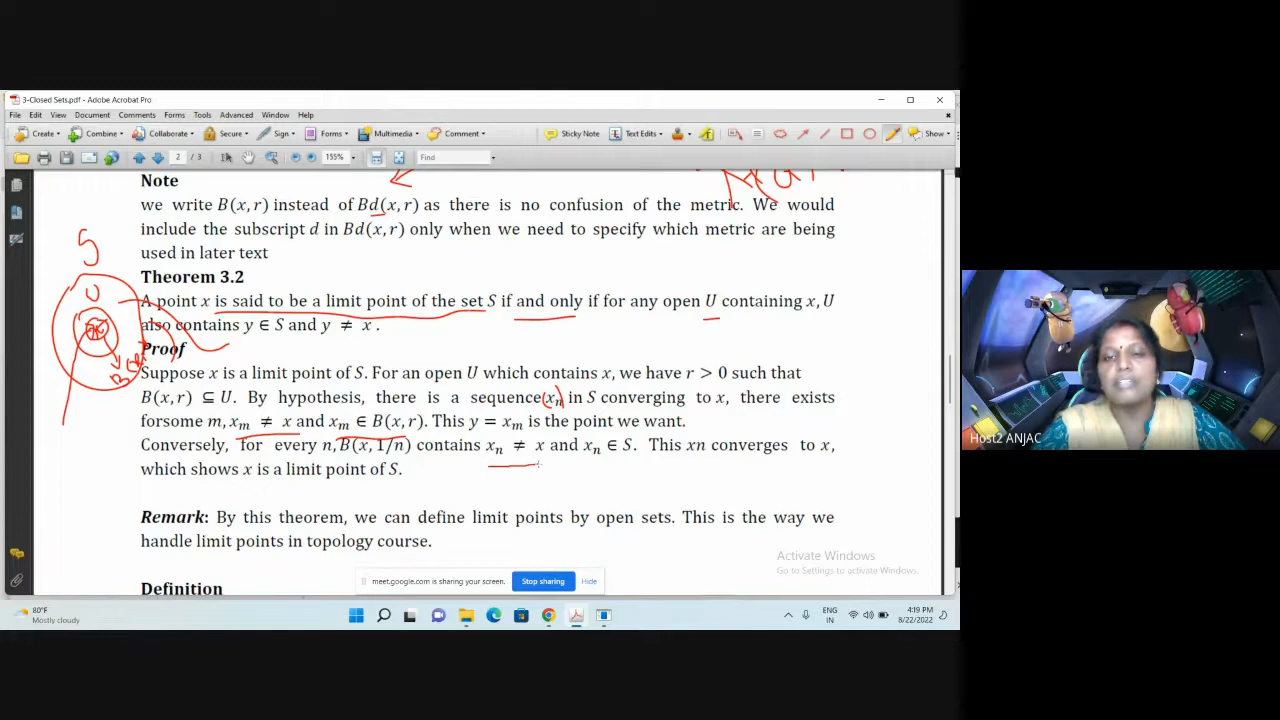 3-Closed Sets.pdf - Adobe Acrobat Pro
File Edit View Document Comments Forms Tools Advanced Window Help
Create Combine Collaborate Secure Sign Forms Multimedia Comment Sticky Note Text Edits Show
2 / 3 155% Find
Note
we write B(x, r) instead of Bd(x, r) as there is no confusion of the metric. We would
include the subscript d in Bd(x, r) only when we need to specify which metric are being
used in later text
S
Theorem 3.2
U
A point x is said to be a limit point of the set S if and only if for any open U containing x, U
also contains y ∈ S and y ≠ x .
Proof
Suppose x is a limit point of S. For an open U which contains x, we have r > 0 such that
B(x, r) ⊆ U. By hypothesis, there is a sequence (xₙ) in S converging to x, there exists
forsome m, xₘ ≠ x and xₘ ∈ B(x, r). This y = xₘ is the point we want.
Conversely, for every n, B(x, 1/n) contains xₙ ≠ x and xₙ ∈ S. This xn converges to x,
which shows x is a limit point of S.
Remark: By this theorem, we can define limit points by open sets. This is the way we
handle limit points in topology course.
Definition
Activate Windows
Go to Settings to activate Windows.
meet.google.com is sharing your screen. Stop sharing Hide
Host2 ANJAC
80°F
Mostly cloudy
ENG
IN
4:19 PM
8/22/2022